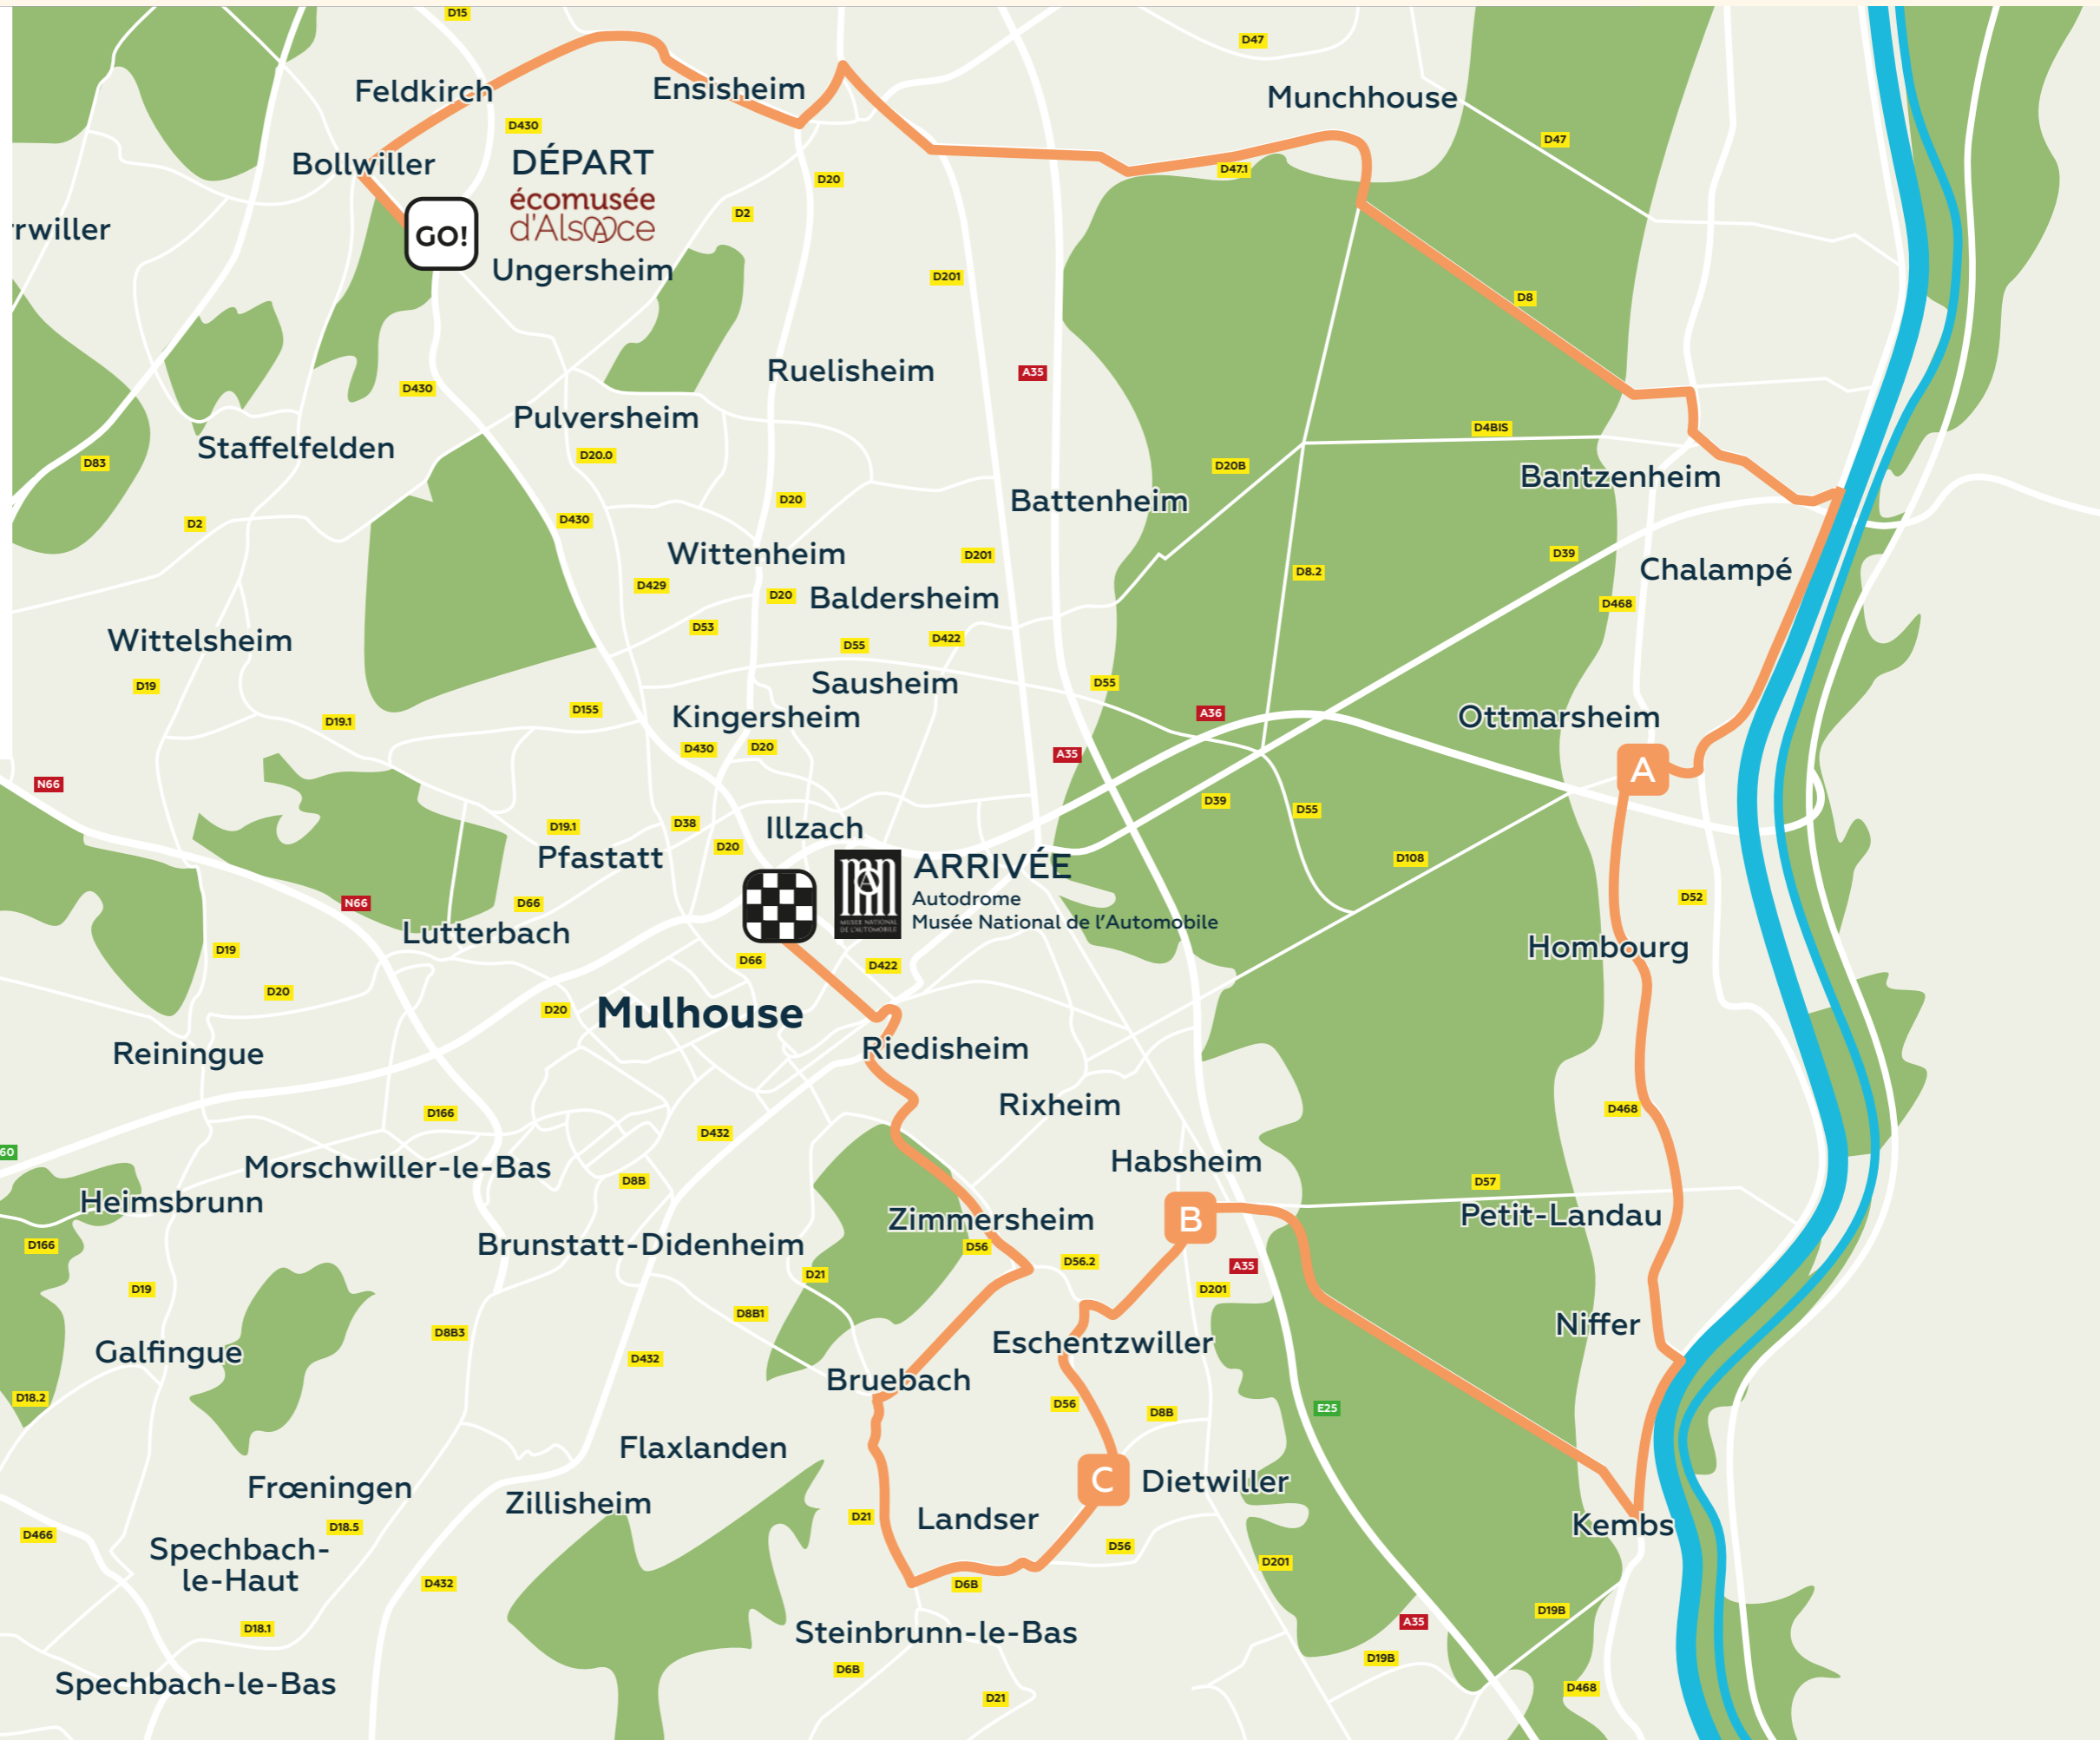 D15
D47
Feldkirch
Ensisheim
Munchhouse
D430
D47
Bollwiller
DÉPART
D47.1
D20
écomusée
d'Alsace
D2
rwiller
GO!
Ungersheim
D201
D8
Ruelisheim
A35
D430
Pulversheim
D4BIS
Staffelfelden
D20.0
D83
D20B
Bantzenheim
D20
Battenheim
D2
D430
Wittenheim
D201
D39
Chalampé
D8.2
D429
D20
Baldersheim
D468
D53
Wittelsheim
D55
D422
D19
Sausheim
D55
D155
Kingersheim
A36
Ottmarsheim
D19.1
D430
D20
A35
A
N66
D39
D55
D19.1
D38
Illzach
D20
Pfastatt
ARRIVÉE
D108
MUSÉE NATIONAL
DE L'AUTOMOBILE
Autodrome
Musée National de l'Automobile
N66
D66
D52
Lutterbach
D19
Hombourg
D66
D422
D20
D20
Mulhouse
Reiningue
Riedisheim
Rixheim
D166
D468
D432
60
Morschwiller-le-Bas
Habsheim
D8B
D57
Heimsbrunn
Zimmersheim
B
Petit-Landau
D166
Brunstatt-Didenheim
D56
D56.2
A35
D21
D19
D201
D8B1
Niffer
D8B3
Galfingue
Eschentzwiller
D432
Bruebach
D18.2
D56
D8B
E25
Flaxlanden
Frœningen
C
Dietwiller
Zillisheim
D21
Landser
Kembs
D466
D18.5
Spechbach-
le-Haut
D56
D201
D432
D6B
D19B
D18.1
A35
Steinbrunn-le-Bas
D6B
D19B
Spechbach-le-Bas
D21
D468